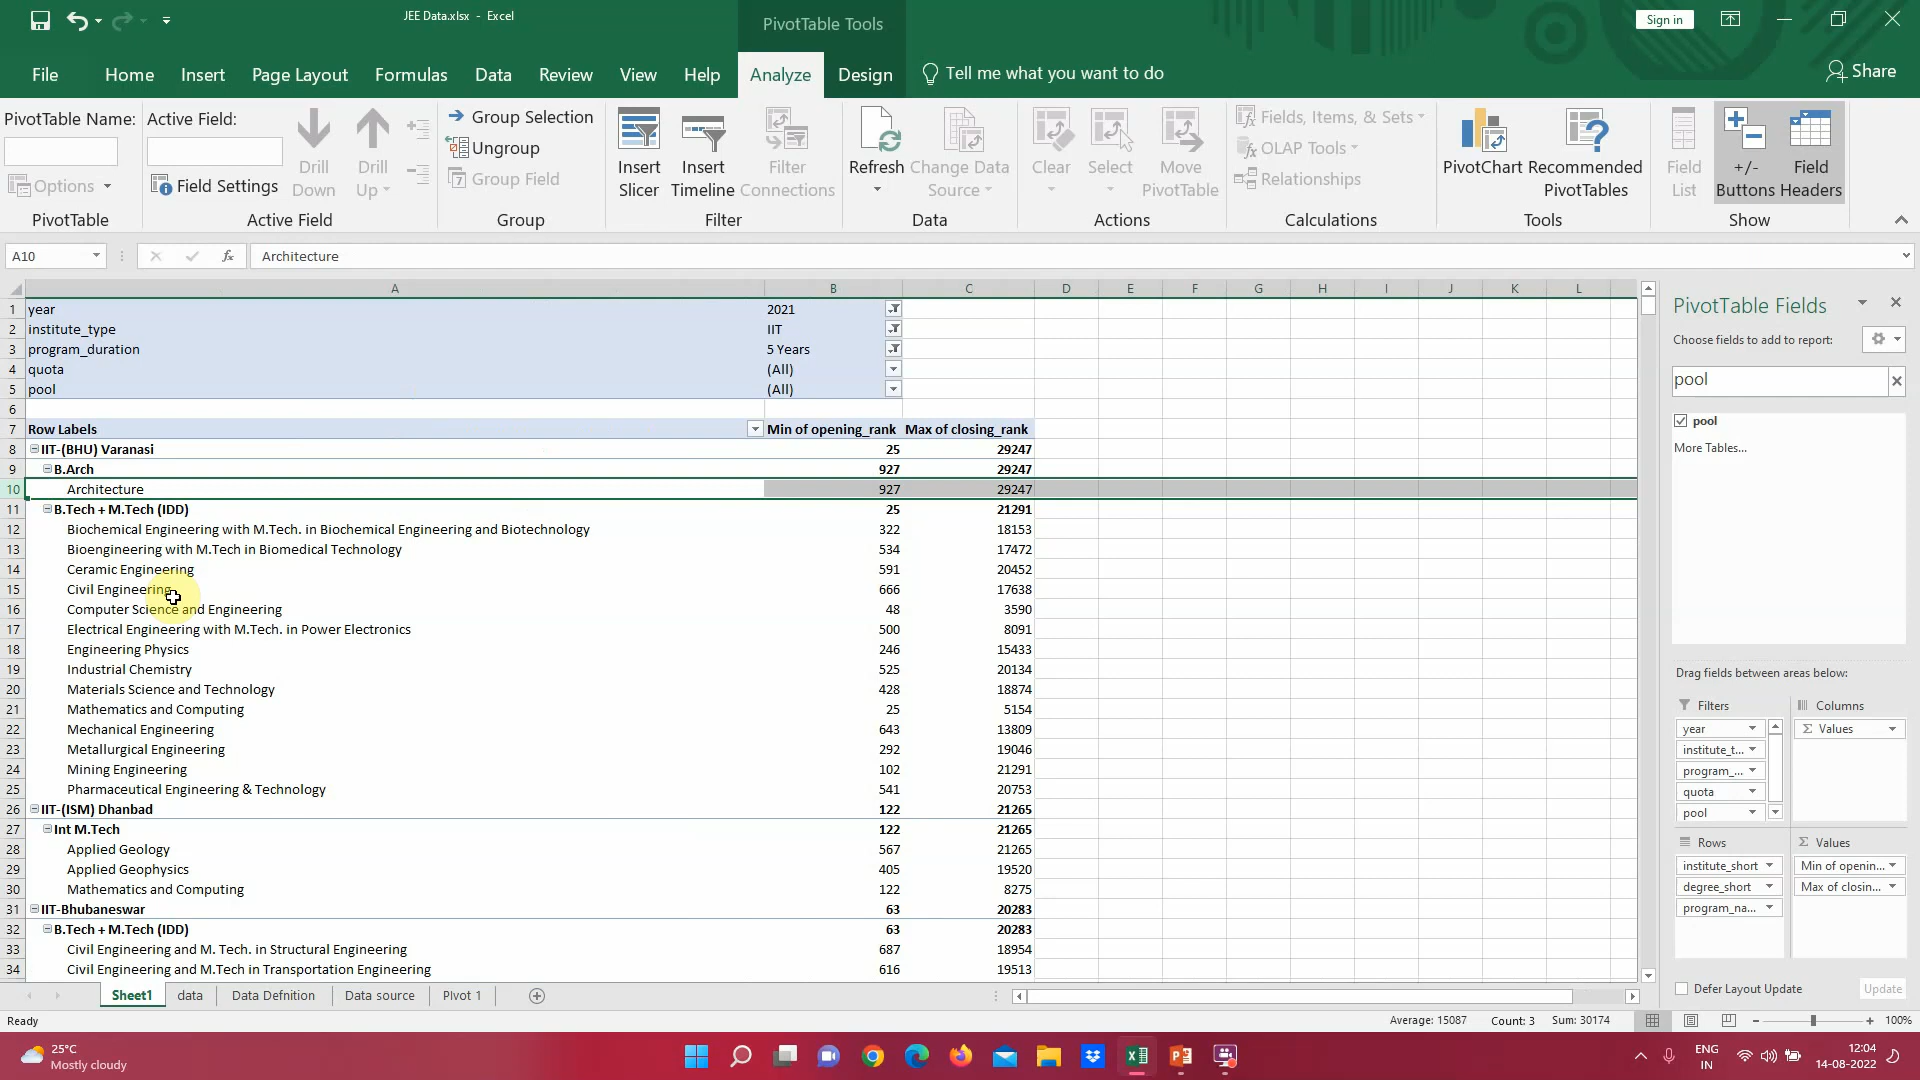 JEE Data.xlsx - Excel
PivotTable Tools
Sign in
File Home Insert Page Layout Formulas Data Review View Help Analyze Design Tell me what you want to do
Share
PivotTable Name:
Options
PivotTable
Active Field:
Field Settings
Drill Down
Drill Up
Active Field
Group Selection
Ungroup
Group Field
Group
Insert Slicer
Insert Timeline
Filter Connections
Filter
Refresh
Change Data Source
Data
Clear
Select
Move PivotTable
Actions
Fields, Items, & Sets
OLAP Tools
Relationships
Calculations
PivotChart
Recommended PivotTables
Tools
Field List
+/- Buttons
Field Headers
Show
A10
fx
Architecture
A B C D E F G H I J K L
1 year 2021
2 institute_type IIT
3 program_duration 5 Years
4 quota (All)
5 pool (All)
6
7 Row Labels Min of opening_rank Max of closing_rank
8 IIT-(BHU) Varanasi 25 29247
9 B.Arch 927 29247
10 Architecture 927 29247
11 B.Tech + M.Tech (IDD) 25 21291
12 Biochemical Engineering with M.Tech. in Biochemical Engineering and Biotechnology 322 18153
13 Bioengineering with M.Tech in Biomedical Technology 534 17472
14 Ceramic Engineering 591 20452
15 Civil Engineering 666 17638
16 Computer Science and Engineering 48 3590
17 Electrical Engineering with M.Tech. in Power Electronics 500 8091
18 Engineering Physics 246 15433
19 Industrial Chemistry 525 20134
20 Materials Science and Technology 428 18874
21 Mathematics and Computing 25 5154
22 Mechanical Engineering 643 13809
23 Metallurgical Engineering 292 19046
24 Mining Engineering 102 21291
25 Pharmaceutical Engineering & Technology 541 20753
26 IIT-(ISM) Dhanbad 122 21265
27 Int M.Tech 122 21265
28 Applied Geology 567 21265
29 Applied Geophysics 405 19520
30 Mathematics and Computing 122 8275
31 IIT-Bhubaneswar 63 20283
32 B.Tech + M.Tech (IDD) 63 20283
33 Civil Engineering and M. Tech. in Structural Engineering 687 18954
34 Civil Engineering and M.Tech in Transportation Engineering 616 19513
PivotTable Fields
Choose fields to add to report:
pool
pool
More Tables...
Drag fields between areas below:
Filters
year
institute_t...
program_...
quota
pool
Columns
Σ Values
Rows
institute_short
degree_short
program_na...
Σ Values
Min of openin...
Max of closin...
Defer Layout Update
Update
Sheet1 data Data Defnition Data source Pivot 1
Ready
Average: 15087 Count: 3 Sum: 30174
100%
25°C
Mostly cloudy
ENG
IN
12:04
14-08-2022